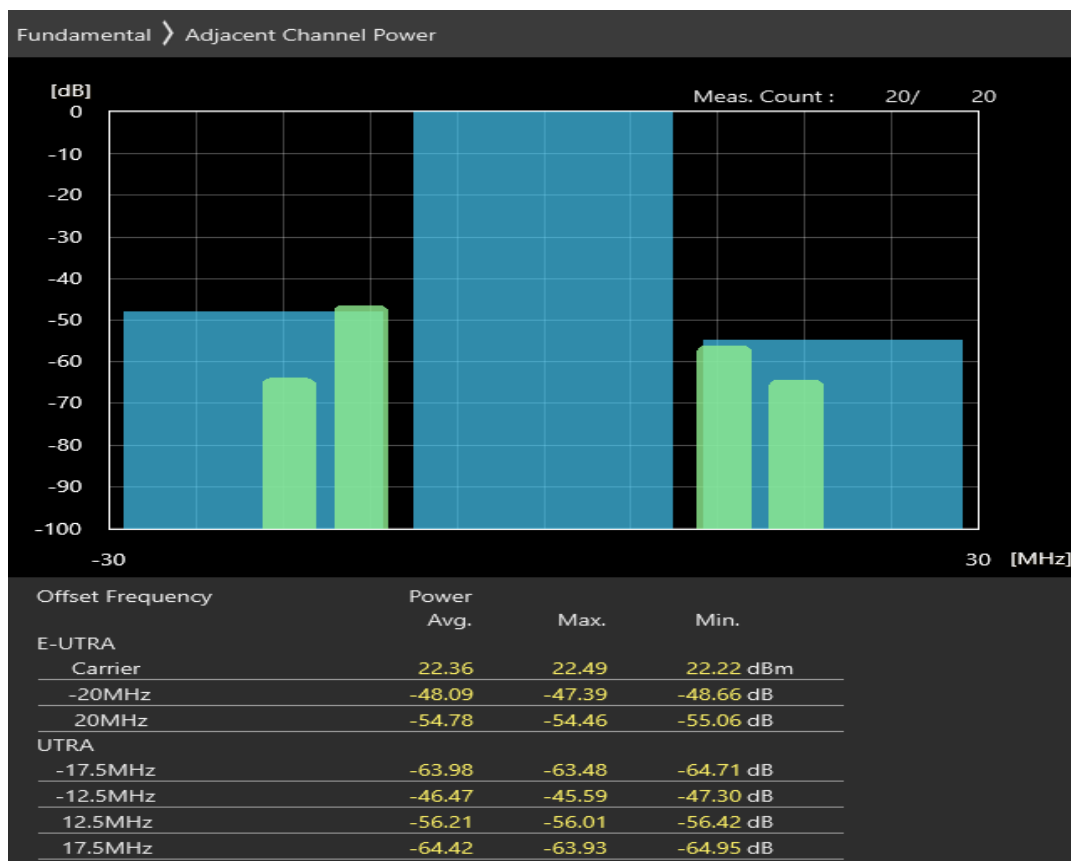 Fundamental 〉 Adjacent Channel Power
[dB]
Meas. Count : 20/ 20
0
-10
-20
-30
-40
-50
-60
-70
-80
-90
-100
-30 30 [MHz]
Offset Frequency Power
Avg. Max. Min.
E-UTRA
Carrier 22.36 22.49 22.22 dBm
-20MHz -48.09 -47.39 -48.66 dB
20MHz -54.78 -54.46 -55.06 dB
UTRA
-17.5MHz -63.98 -63.48 -64.71 dB
-12.5MHz -46.47 -45.59 -47.30 dB
12.5MHz -56.21 -56.01 -56.42 dB
17.5MHz -64.42 -63.93 -64.95 dB